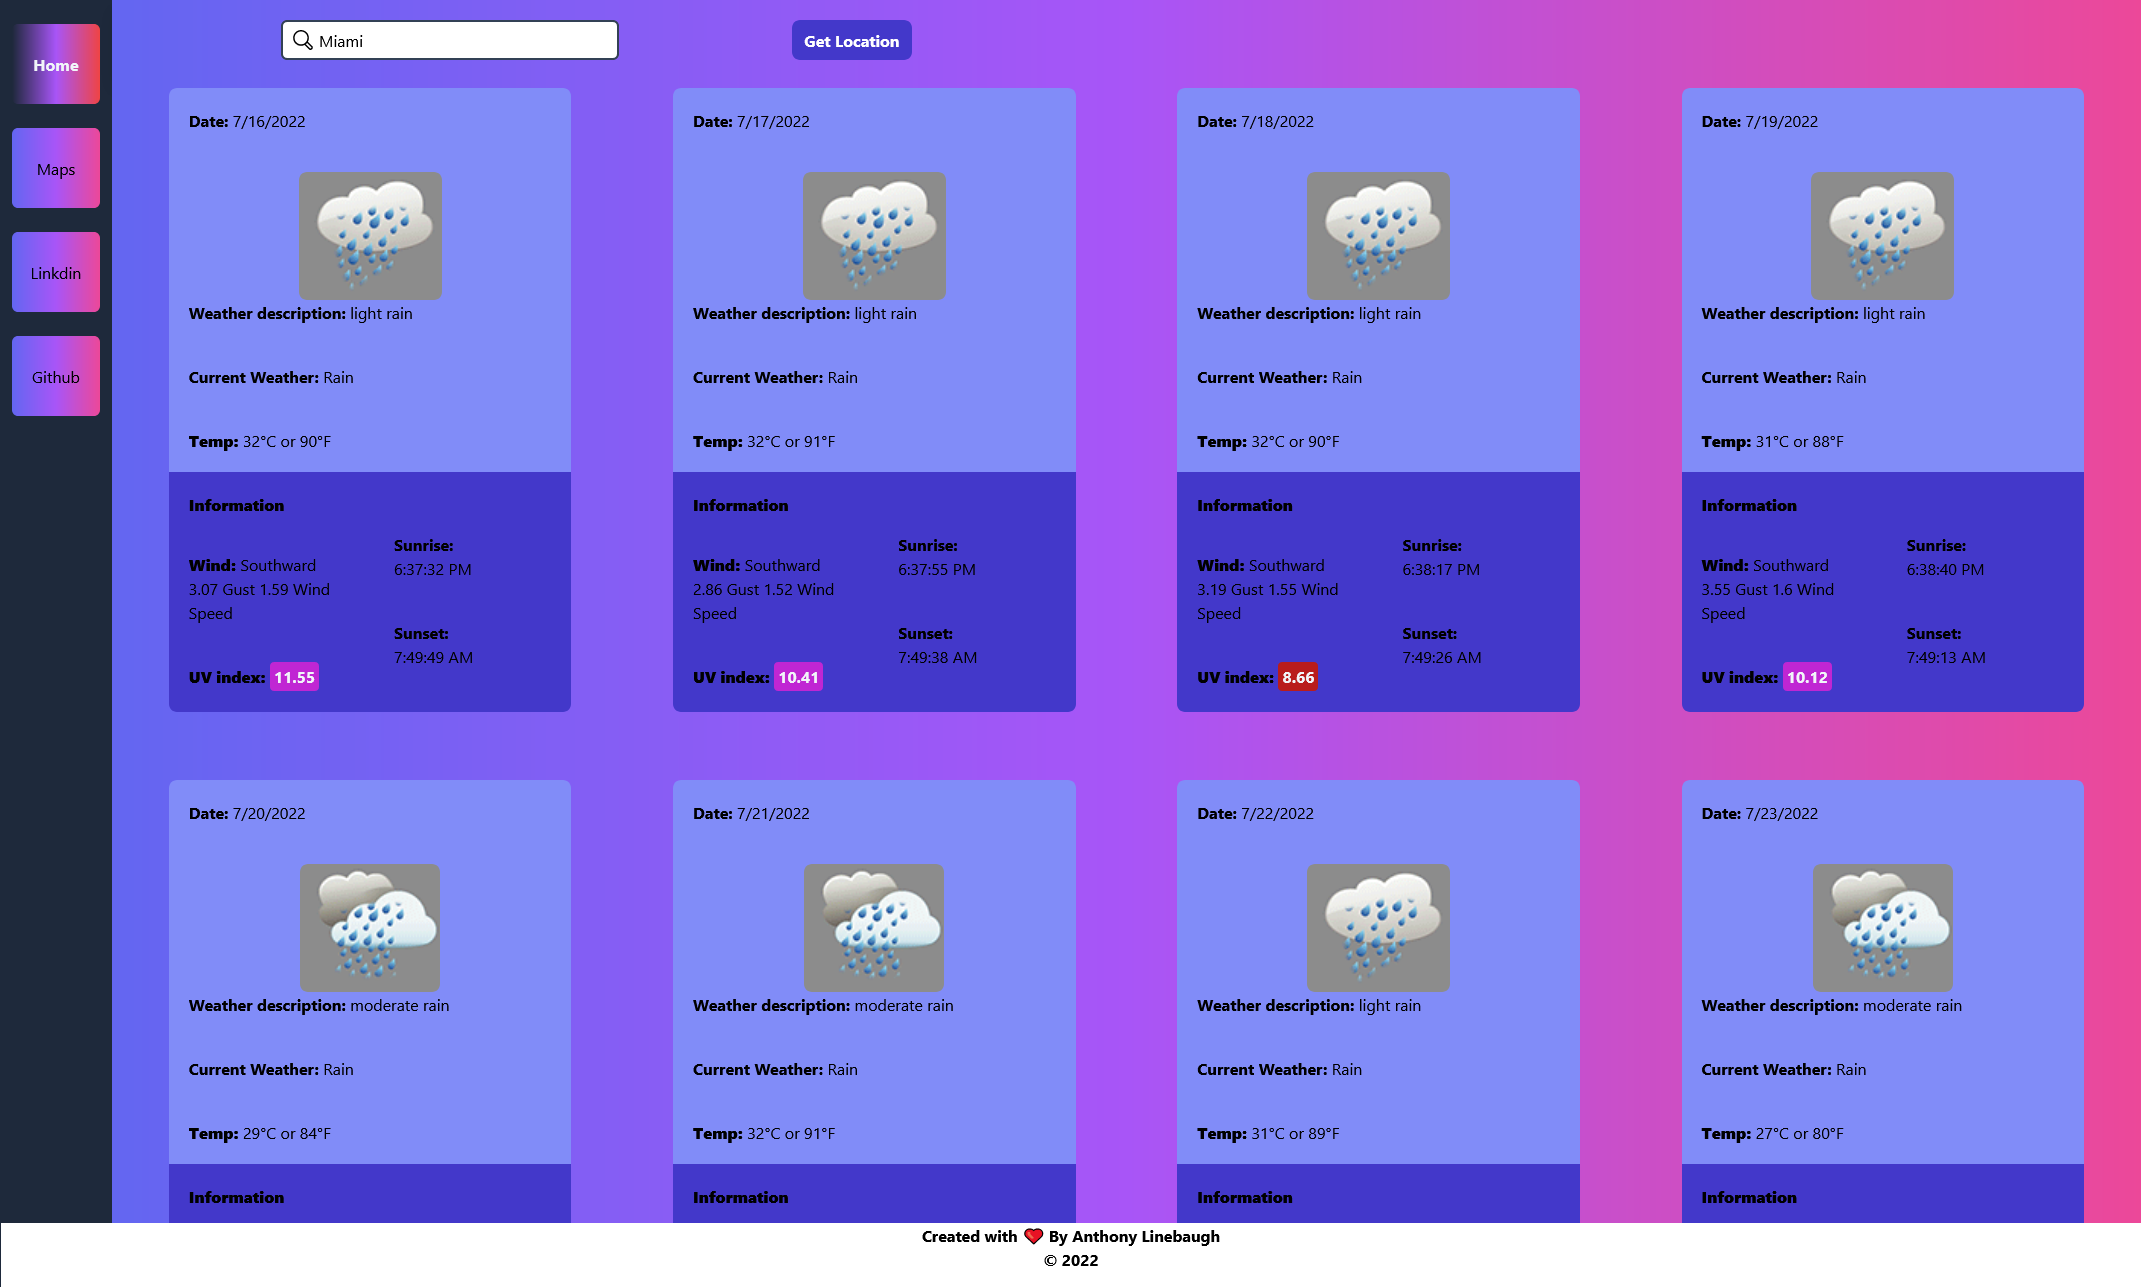 Home
Maps
Linkdin
Github
Miami
Get Location
Date: 7/16/2022
Weather description: light rain
Current Weather: Rain
Temp: 32°C or 90°F
Information
Wind: Southward
3.07 Gust 1.59 Wind
Speed
UV index: 11.55
Sunrise:
6:37:32 PM
Sunset:
7:49:49 AM
Date: 7/17/2022
Weather description: light rain
Current Weather: Rain
Temp: 32°C or 91°F
Information
Wind: Southward
2.86 Gust 1.52 Wind
Speed
UV index: 10.41
Sunrise:
6:37:55 PM
Sunset:
7:49:38 AM
Date: 7/18/2022
Weather description: light rain
Current Weather: Rain
Temp: 32°C or 90°F
Information
Wind: Southward
3.19 Gust 1.55 Wind
Speed
UV index: 8.66
Sunrise:
6:38:17 PM
Sunset:
7:49:26 AM
Date: 7/19/2022
Weather description: light rain
Current Weather: Rain
Temp: 31°C or 88°F
Information
Wind: Southward
3.55 Gust 1.6 Wind
Speed
UV index: 10.12
Sunrise:
6:38:40 PM
Sunset:
7:49:13 AM
Date: 7/20/2022
Weather description: moderate rain
Current Weather: Rain
Temp: 29°C or 84°F
Information
Date: 7/21/2022
Weather description: moderate rain
Current Weather: Rain
Temp: 32°C or 91°F
Information
Date: 7/22/2022
Weather description: light rain
Current Weather: Rain
Temp: 31°C or 89°F
Information
Date: 7/23/2022
Weather description: moderate rain
Current Weather: Rain
Temp: 27°C or 80°F
Information
Created with ❤️ By Anthony Linebaugh
© 2022